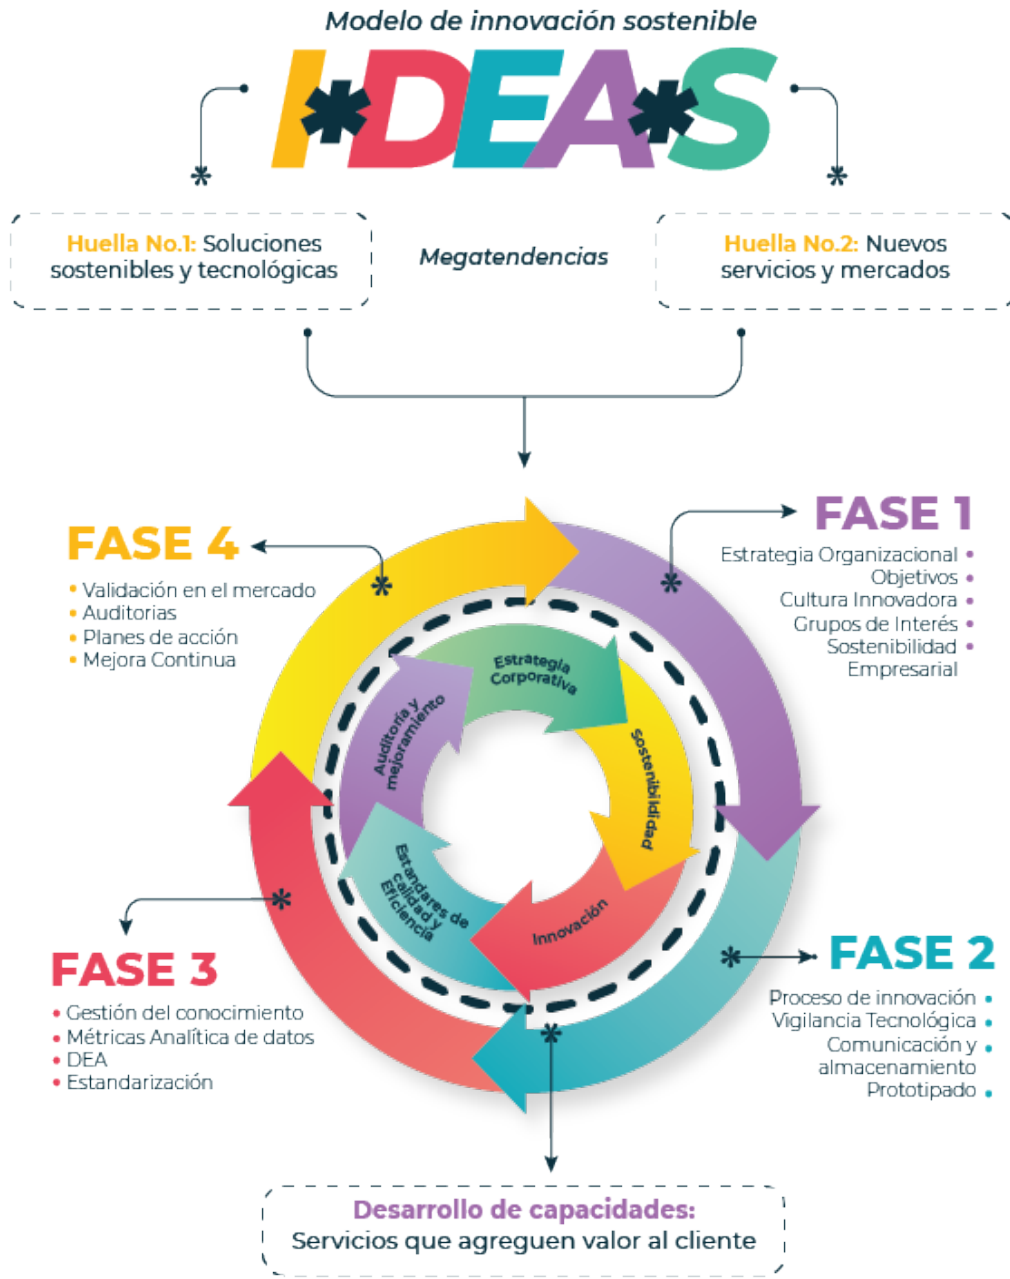 Modelo de innovación sostenible
I*DEA*S
Huella No.1: Soluciones
sostenibles y tecnológicas
Megatendencias
Huella No.2: Nuevos
servicios y mercados
FASE 1
Estrategia Organizacional •
Objetivos •
Cultura Innovadora •
Grupos de Interés •
Sostenibilidad •
Empresarial
FASE 4
• Validación en el mercado
• Auditorias
• Planes de acción
• Mejora Continua
Estrategia
Corporativa
Sostenibildidad
Innovación
Estandares de
calidad y
Eficiencia
Auditoría y
mejoramiento
FASE 2
Proceso de innovación •
Vigilancia Tecnológica •
Comunicación y •
almacenamiento
Prototipado •
FASE 3
• Gestión del conocimiento
• Métricas Analítica de datos
• DEA
• Estandarización
Desarrollo de capacidades:
Servicios que agreguen valor al cliente